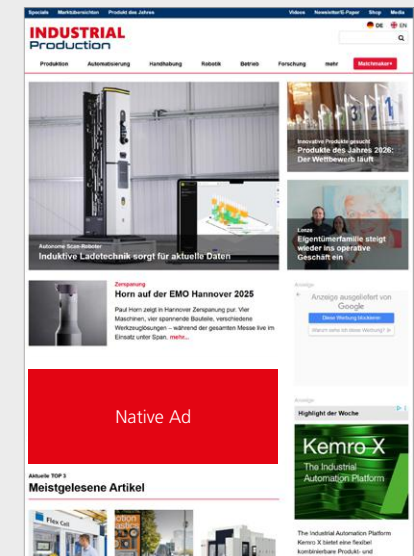 Specials Marktübersichten Produkt des Jahres Videos Newsletter/E-Paper Shop Media
DE EN
INDUSTRIAL
Production
Produktion Automatisierung Handhabung Robotik Betrieb Forschung mehr Matchmaker+
Autonome Scan-Roboter
Induktive Ladetechnik sorgt für aktuelle Daten
Innovative Produkte gesucht
Produkte des Jahres 2026:
Der Wettbewerb läuft
Lenze
Eigentümerfamilie steigt
wieder ins operative
Geschäft ein
Zerspanung
Horn auf der EMO Hannover 2025
Paul Horn zeigt in Hannover Zerspanung pur. Vier
Maschinen, vier spannende Bauteile, verschiedene
Werkzeuglösungen – während der gesamten Messe live im
Einsatz unter Span. mehr...
Anzeige
Anzeige ausgeliefert von
Google
Diese Werbung blockieren
Warum sehe ich diese Werbung?
Native Ad
Anzeige
Highlight der Woche
Kemro X
The Industrial
Automation Platform
The Industrial Automation Platform
Kemro X bietet eine flexibel
kombinierbare Produkt- und
Aktuelle TOP 3
Meistgelesene Artikel
Flex Cell